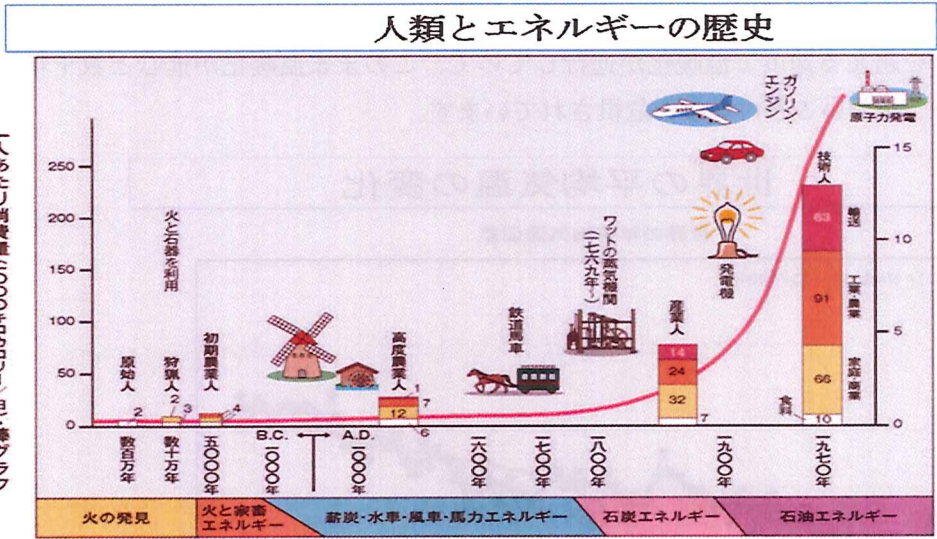 人類とエネルギーの歴史
ガソリン・
エンジン
原子力発電
250
200
150
100
50
0
15
10
5
0
火と石器を利用
ワットの蒸気機関
(一七六九年〜)
鉄道馬車
発電機
原始人
狩猟人
初期農業人
高度農業人
産業人
技術人
2
2
3
4
1
7
12
6
14
24
32
7
63
91
66
10
輸送
工業・農業
家庭・商業
食料
B.C.
A.D.
数百万年
数十万年
五〇〇〇年
一〇〇〇年
一〇〇〇年
一六〇〇年
一七〇〇年
一八〇〇年
一九〇〇年
一九七〇年
火の発見
火と家畜
エネルギー
薪炭・水車・風車・馬力エネルギー
石炭エネルギー
石油エネルギー